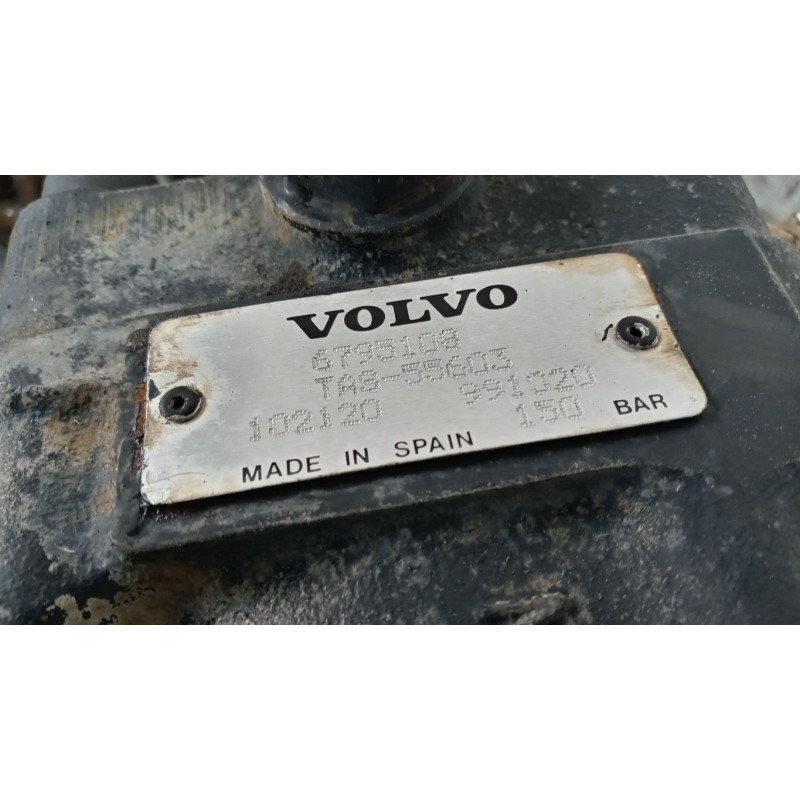 VOLVO
6795108
TAS-55603
102120 991020
150 BAR
MADE IN SPAIN